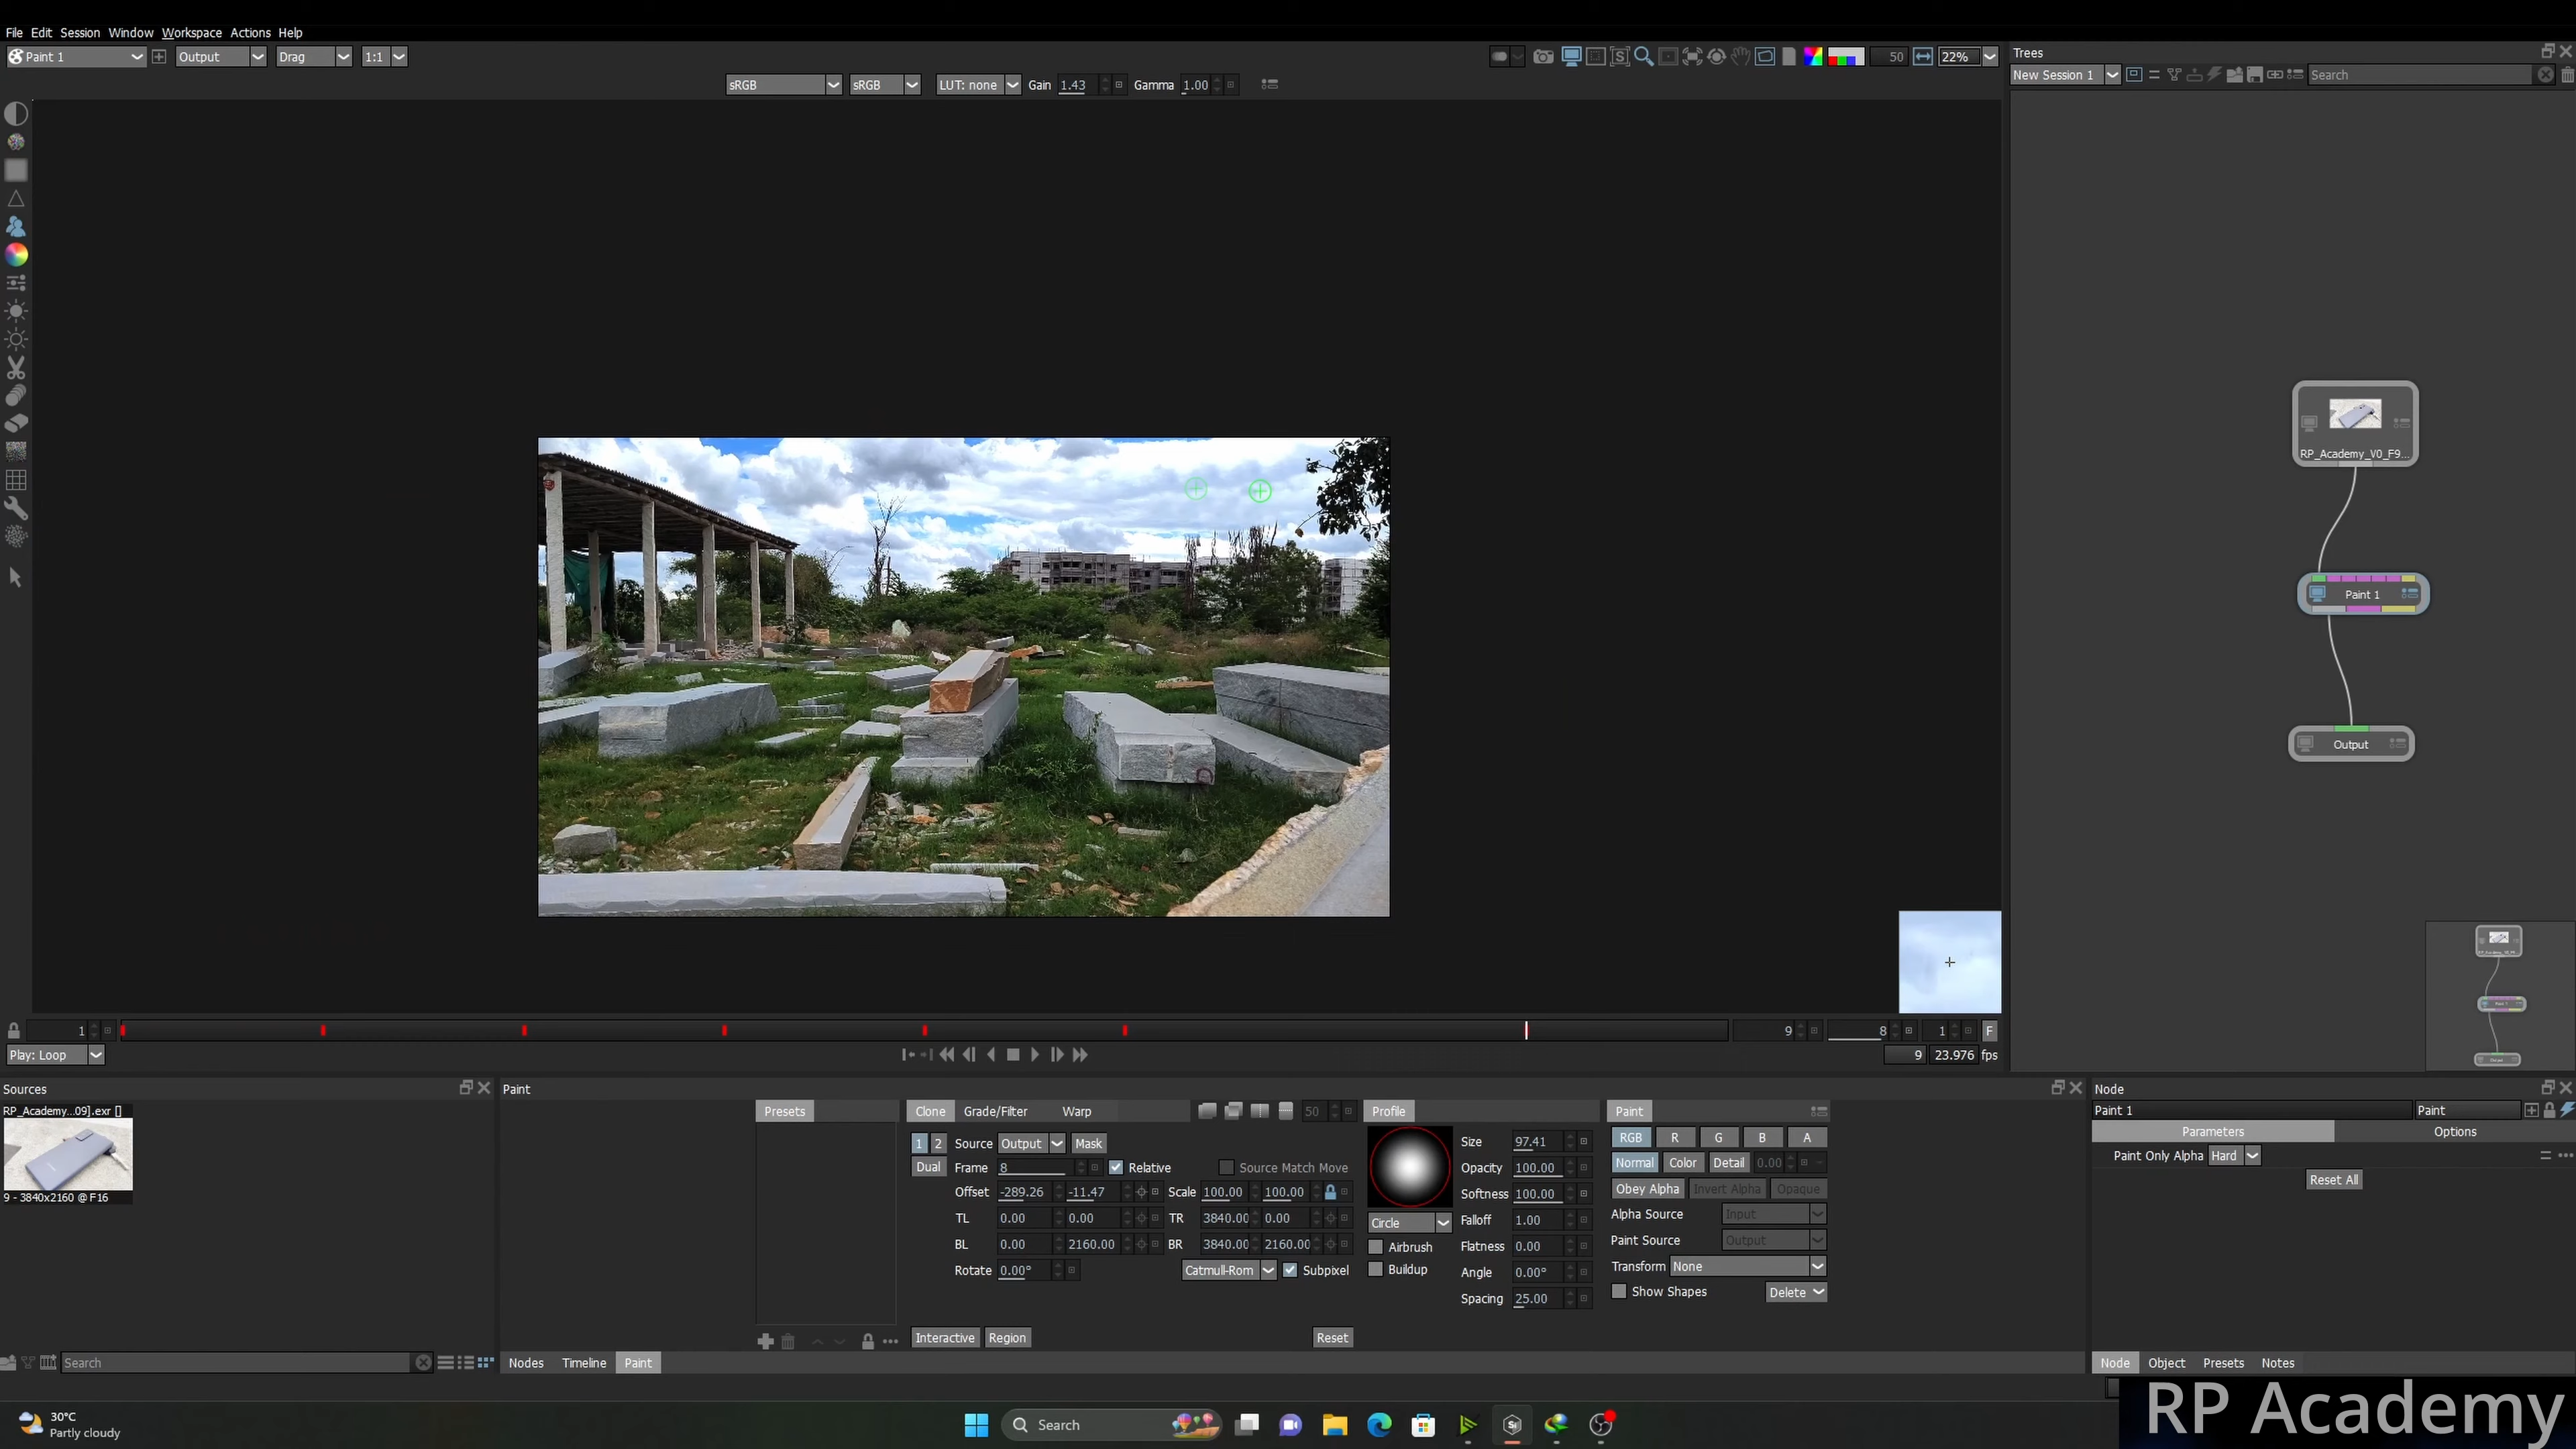 File Edit Session Window Workspace Actions Help
Paint 1 Output Drag 1:1 50 22%
sRGB sRGB LUT: none Gain 1.43 Gamma 1.00
Trees
New Session 1 Search
RP_Academy_V0_F9...
Paint 1
Output
1 9 8 1 F
Play: Loop 9 23.976 fps
Sources
RP_Academy...09].exr []
9 - 3840x2160 @ F16
Search
Paint
Presets
Clone Grade/Filter Warp 50
1 2 Source Output Mask
Dual Frame 8 Relative Source Match Move
Offset -289.26 -11.47 Scale 100.00 100.00
TL 0.00 0.00 TR 3840.00 0.00
BL 0.00 2160.00 BR 3840.00 2160.00
Rotate 0.00° Catmull-Rom Subpixel
Interactive Region Reset
Profile
Circle
Airbrush
Buildup
Size 97.41
Opacity 100.00
Softness 100.00
Falloff 1.00
Flatness 0.00
Angle 0.00°
Spacing 25.00
Paint
RGB R G B A
Normal Color Detail 0.00
Obey Alpha Invert Alpha Opaque
Alpha Source Input
Paint Source Output
Transform None
Show Shapes Delete
Nodes Timeline Paint
Node
Paint 1 Paint
Parameters Options
Paint Only Alpha Hard
Reset All
Node Object Presets Notes
30°C
Partly cloudy
Search
RP Academy